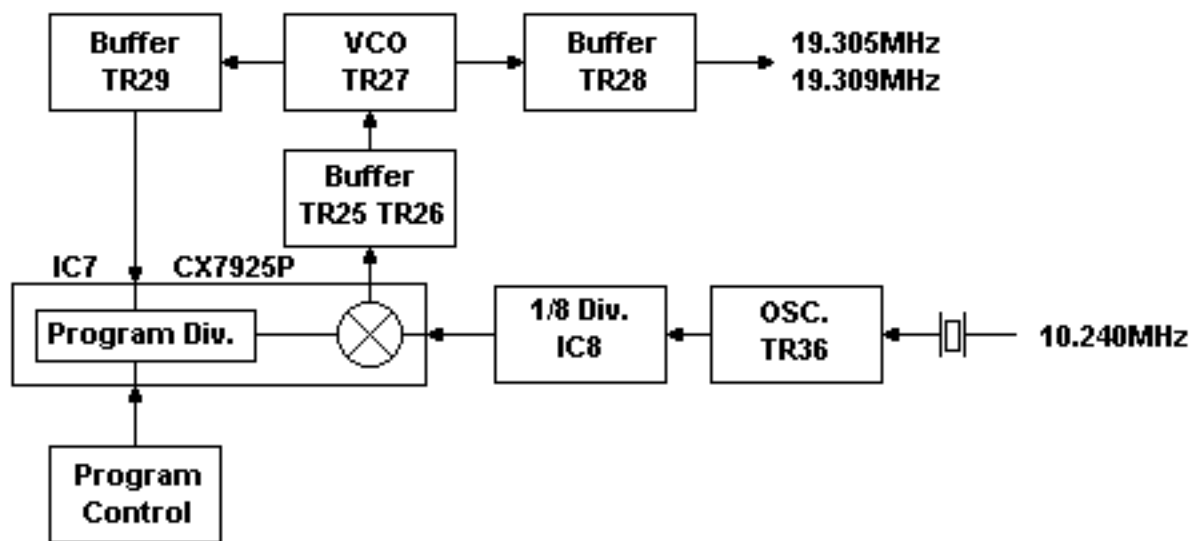 Buffer
TR29
VCO
TR27
Buffer
TR28
19.305MHz
19.309MHz
Buffer
TR25 TR26
IC7 CX7925P
Program Div.
1/8 Div.
IC8
OSC.
TR36
10.240MHz
Program
Control